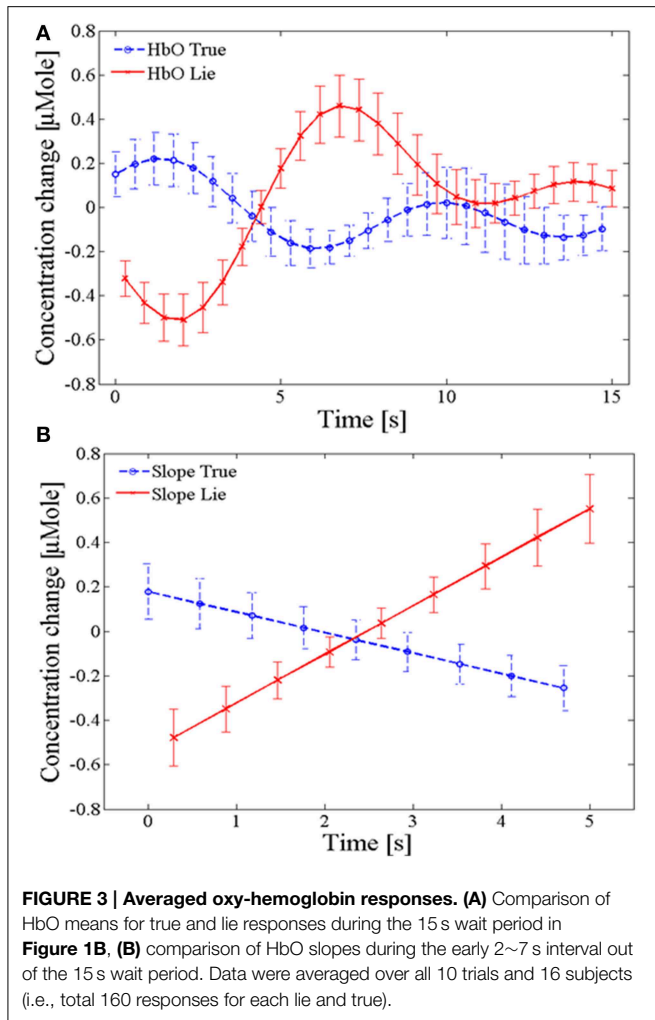 A
HbO True
HbO Lie
Concentration change [µMole]
0.8
0.6
0.4
0.2
0
-0.2
-0.4
-0.6
-0.8
0 5 10 15
Time [s]
B
Slope True
Slope Lie
Concentration change [µMole]
0.8
0.6
0.4
0.2
0
-0.2
-0.4
-0.6
-0.8
0 1 2 3 4 5
Time [s]
FIGURE 3 | Averaged oxy-hemoglobin responses. (A) Comparison of
HbO means for true and lie responses during the 15 s wait period in
Figure 1B, (B) comparison of HbO slopes during the early 2~7 s interval out
of the 15 s wait period. Data were averaged over all 10 trials and 16 subjects
(i.e., total 160 responses for each lie and true).